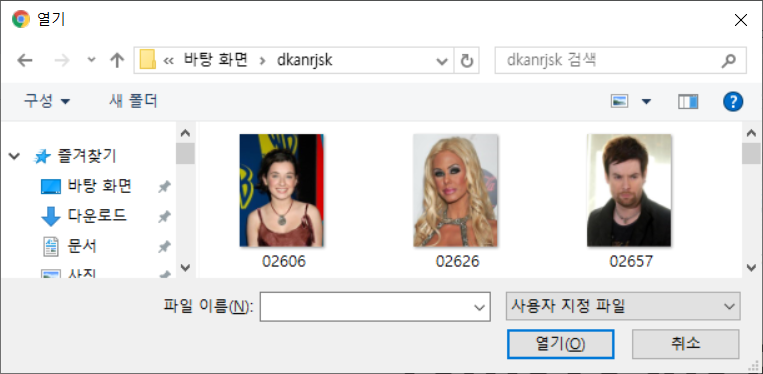 열기
« 바탕 화면 > dkanrjsk
dkanrjsk 검색
구성
새 폴더
즐겨찾기
바탕 화면
다운로드
문서
사진
02606
02626
02657
파일 이름(N):
사용자 지정 파일
열기(O)
취소